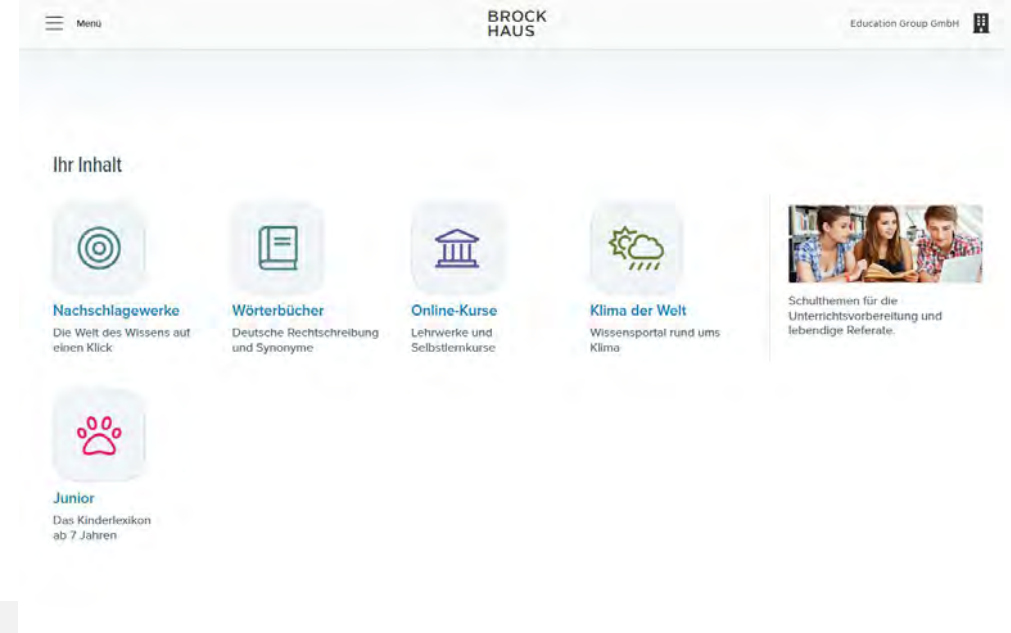 Menü
BROCK
HAUS
Education Group GmbH
Ihr Inhalt
Nachschlagewerke
Die Welt des Wissens auf
einen Klick
Wörterbücher
Deutsche Rechtschreibung
und Synonyme
Online-Kurse
Lehrwerke und
Selbstlernkurse
Klima der Welt
Wissensportal rund ums
Klima
Schulthemen für die
Unterrichtsvorbereitung und
lebendige Referate.
Junior
Das Kinderlexikon
ab 7 Jahren